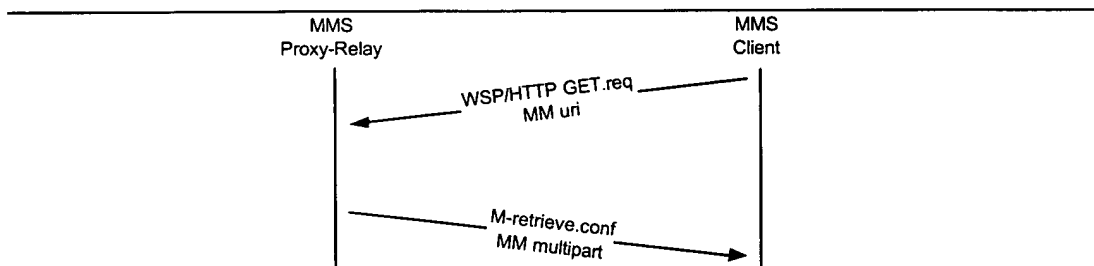 MMS
Proxy-Relay
MMS
Client
WSP/HTTP GET.req
MM uri
M-retrieve.conf
MM multipart